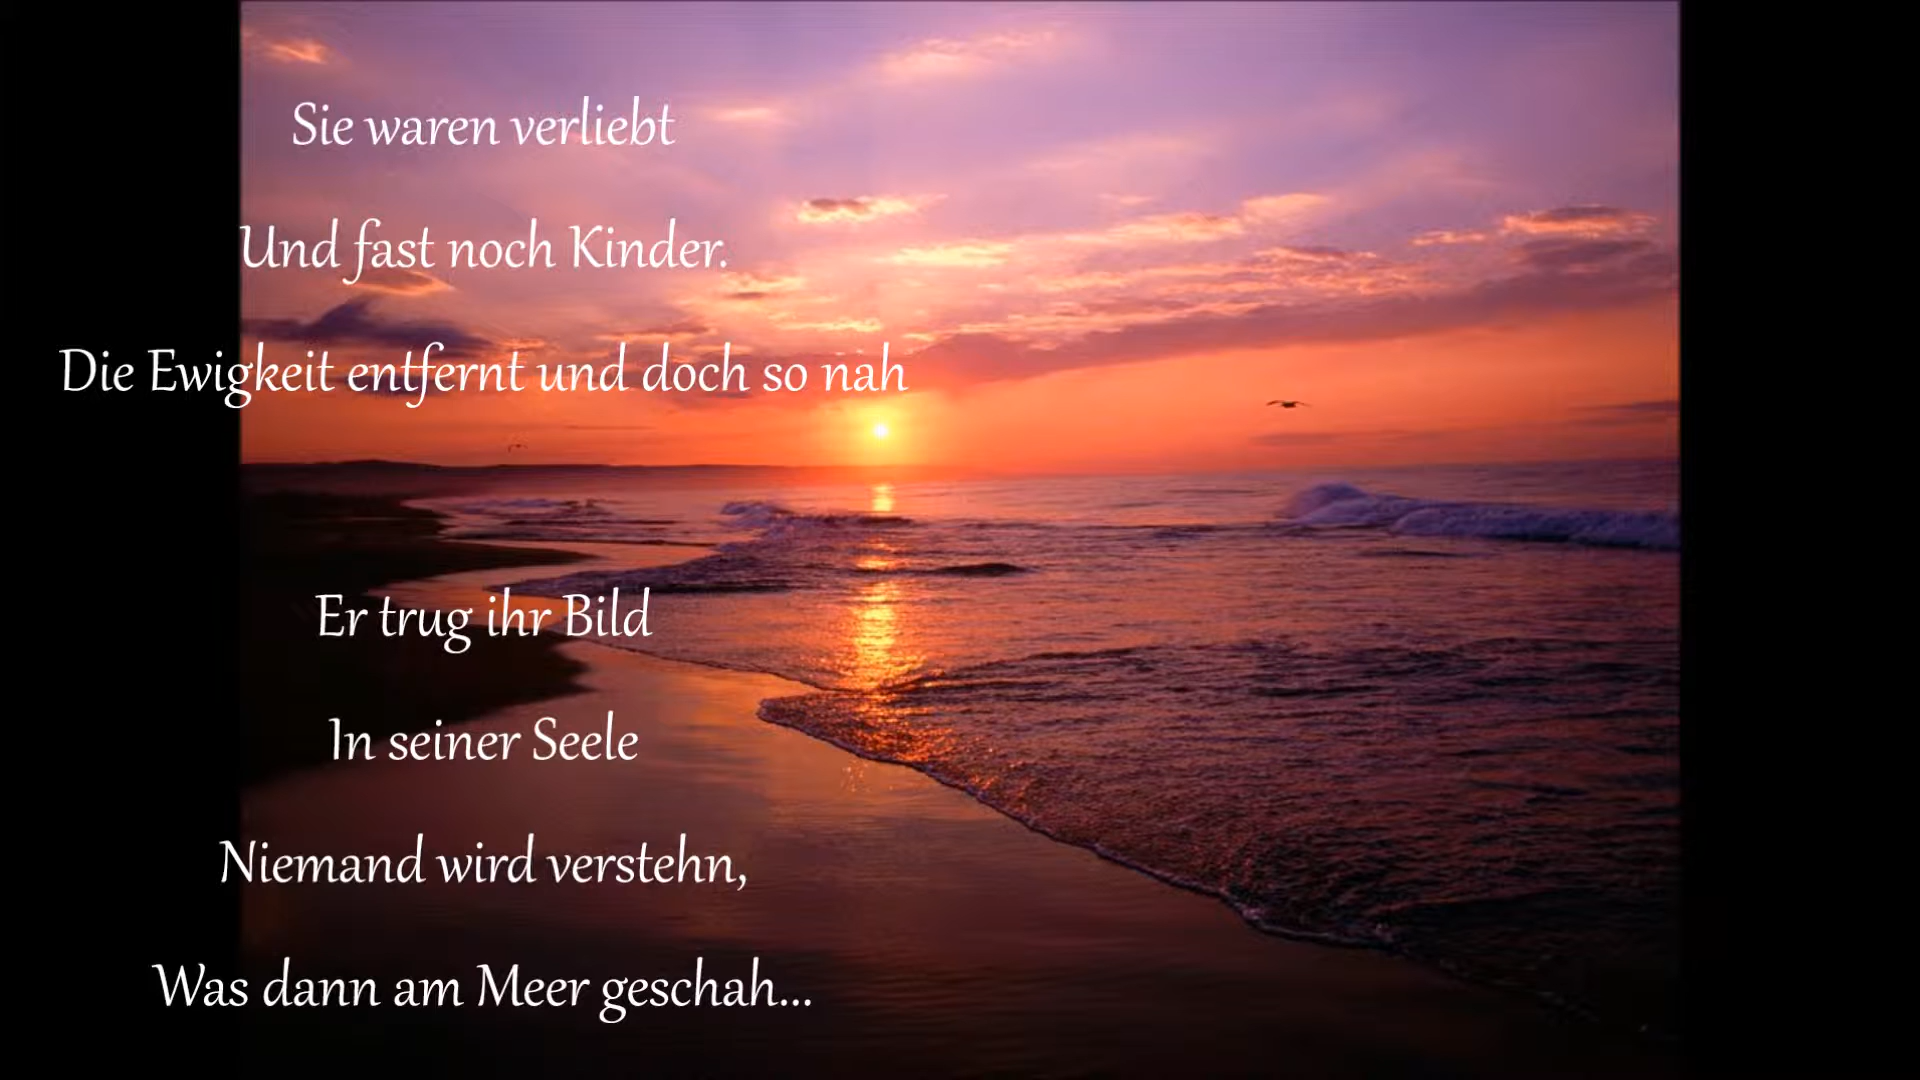 Sie waren verliebt
Und fast noch Kinder.
Die Ewigkeit entfernt und doch so nah
Er trug ihr Bild
In seiner Seele
Niemand wird verstehn,
Was dann am Meer geschah...